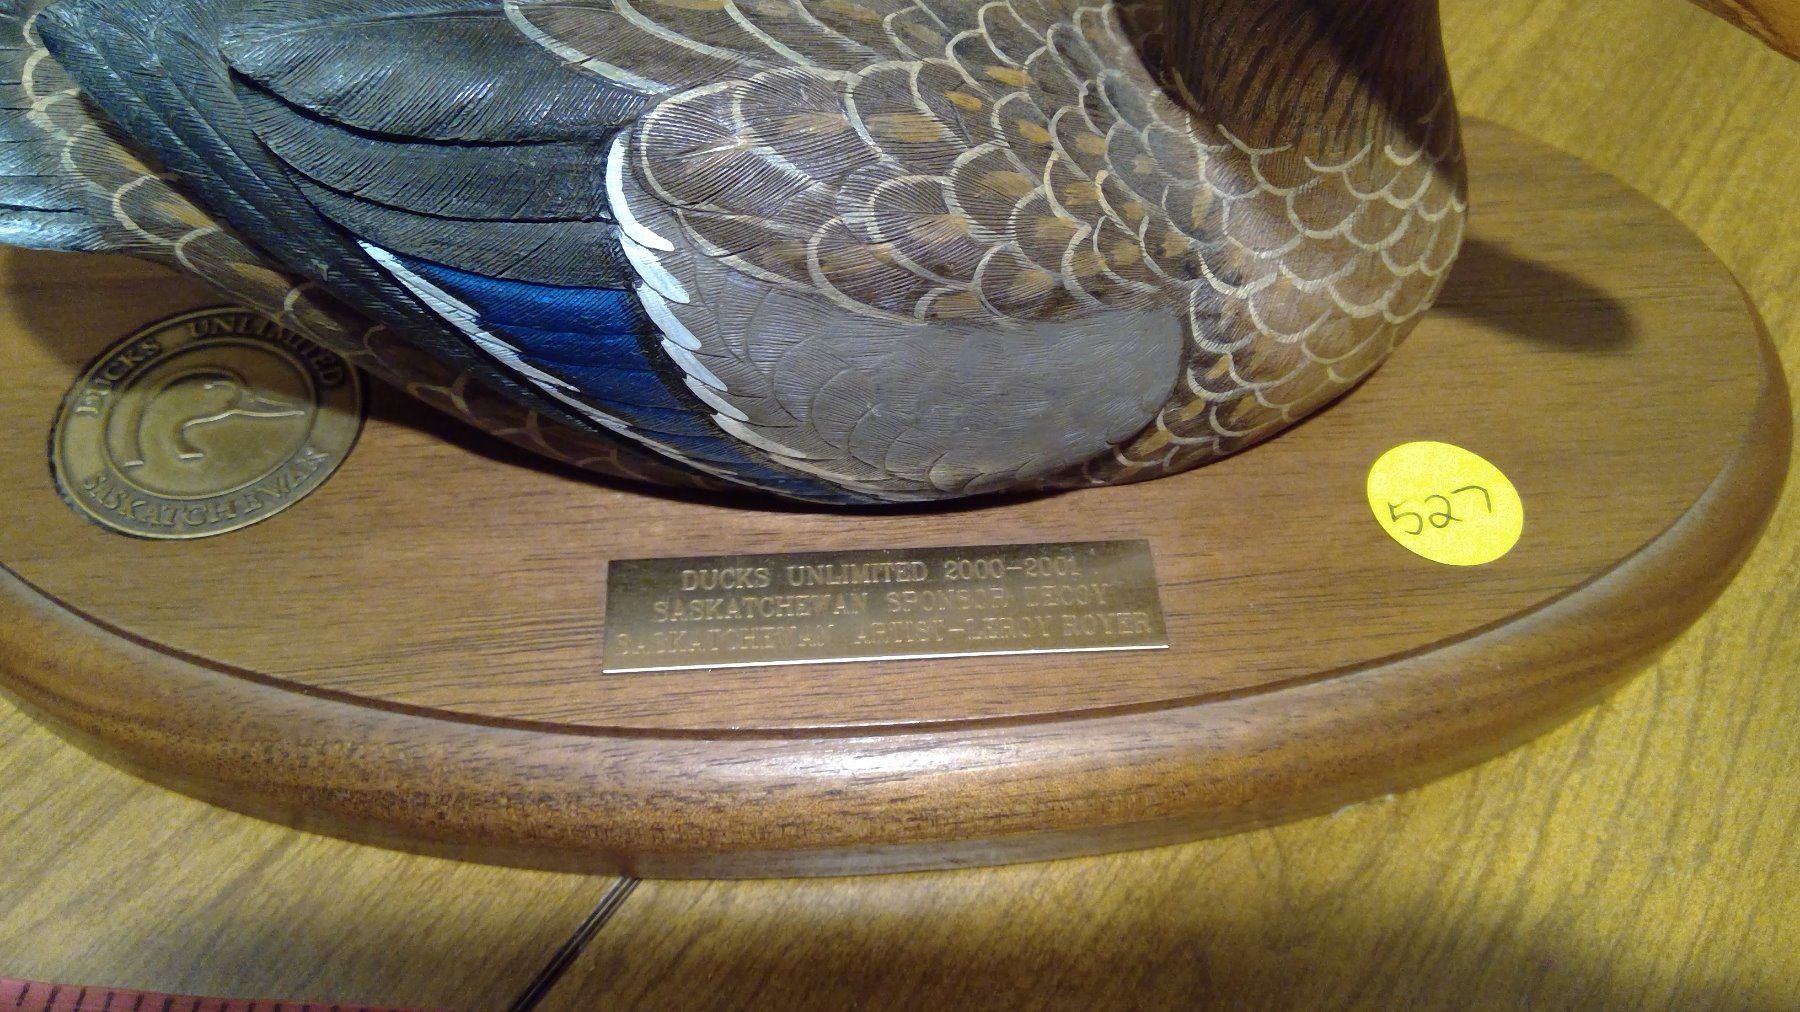 DUCKS UNLIMITED
SASKATCHEWAN
527
DUCKS UNLIMITED 2000-2001
SASKATCHEWAN SPONSOR DECOY
SASKATCHEWAN ARTIST-LEROY ROYER